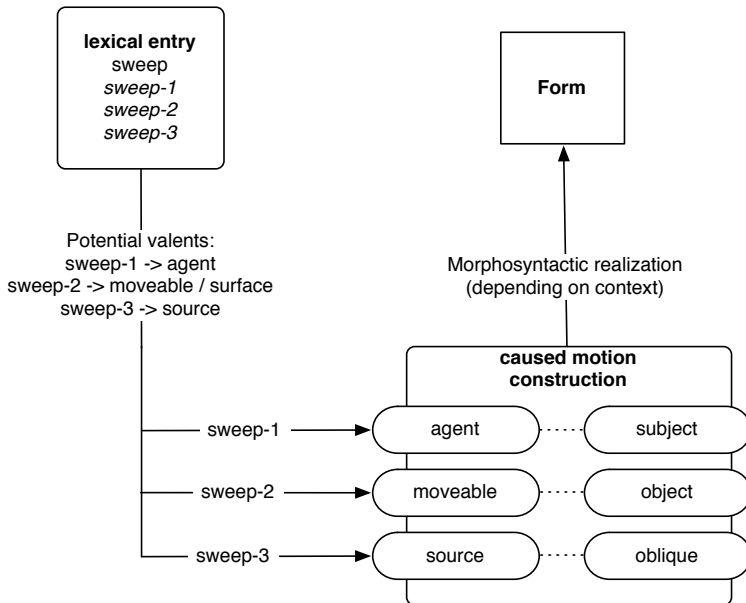 lexical entry
sweep
sweep-1
sweep-2
sweep-3
Form
Potential valents:
sweep-1 -> agent
sweep-2 -> moveable / surface
sweep-3 -> source
Morphosyntactic realization
(depending on context)
caused motion
construction
sweep-1
agent
subject
sweep-2
moveable
object
sweep-3
source
oblique